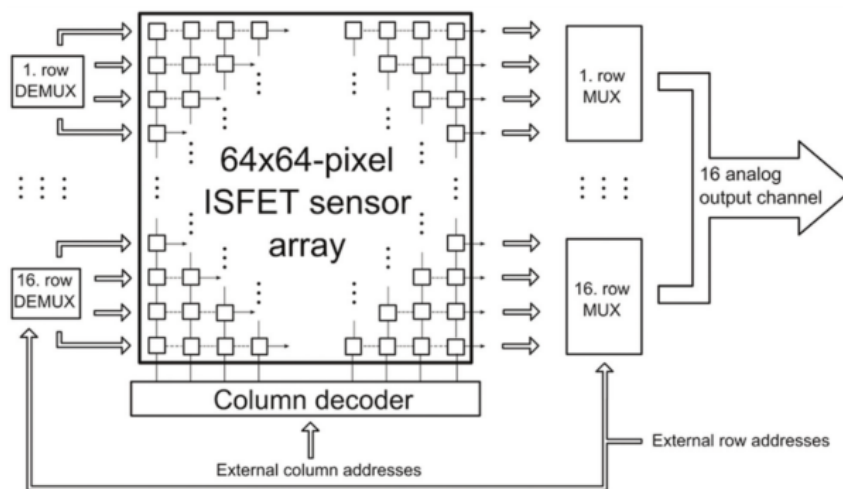 1. row
DEMUX
64x64-pixel
ISFET sensor
array
1. row
MUX
16 analog
output channel
16. row
DEMUX
16. row
MUX
Column decoder
External row addresses
External column addresses